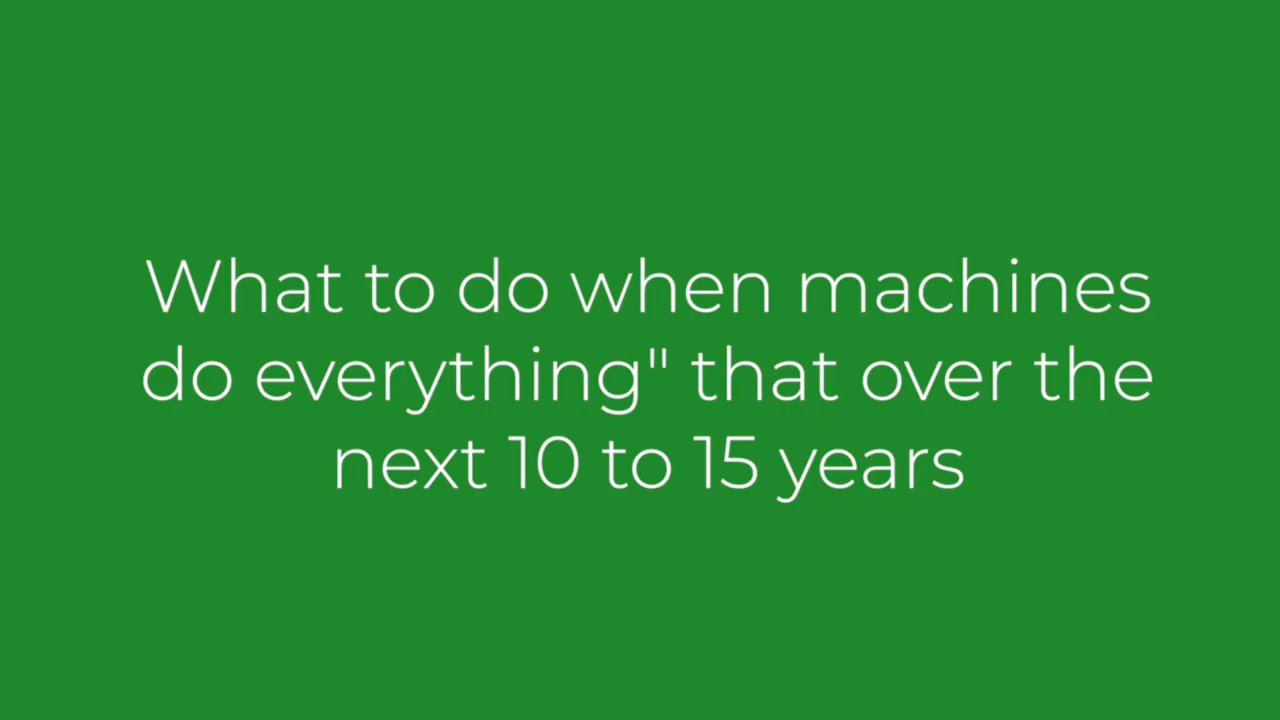 What to do when machines
do everything" that over the
next 10 to 15 years